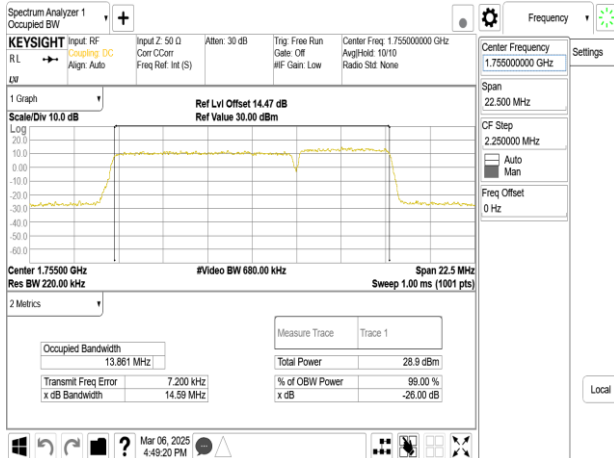 Spectrum Analyzer 1
Occupied BW
Frequency
KEYSIGHT
RL
LXI
Input: RF
Coupling: DC
Align: Auto
Input Z: 50 Ω
Corr CCorr
Freq Ref: Int (S)
Atten: 30 dB
Trig: Free Run
Gate: Off
#IF Gain: Low
Center Freq: 1.755000000 GHz
Avg|Hold: 10/10
Radio Std: None
Center Frequency
1.755000000 GHz
Settings
Span
22.500 MHz
CF Step
2.250000 MHz
Auto
Man
Freq Offset
0 Hz
Local
1 Graph
Scale/Div 10.0 dB
Ref Lvl Offset 14.47 dB
Ref Value 30.00 dBm
Log
20.0
10.0
0.00
-10.0
-20.0
-30.0
-40.0
-50.0
-60.0
Center 1.75500 GHz
#Video BW 680.00 kHz
Span 22.5 MHz
Res BW 220.00 kHz
Sweep 1.00 ms (1001 pts)
2 Metrics
Measure Trace
Trace 1
Occupied Bandwidth
13.861 MHz
Total Power
28.9 dBm
Transmit Freq Error
7.200 kHz
% of OBW Power
99.00 %
x dB Bandwidth
14.59 MHz
x dB
-26.00 dB
Mar 06, 2025
4:49:20 PM